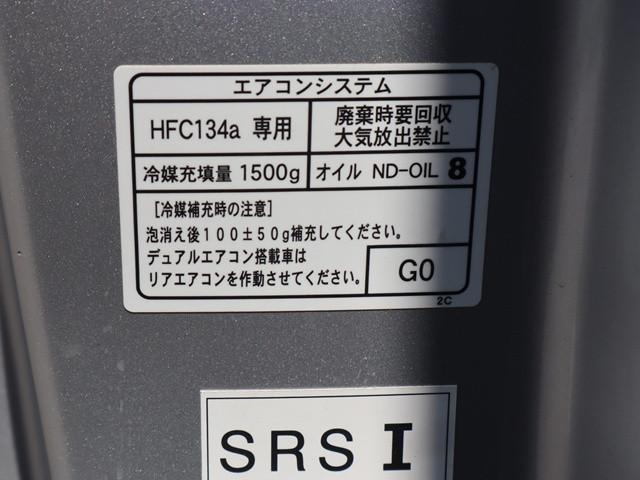 エアコンシステム
HFC134a 専用
廃棄時要回収
大気放出禁止
冷媒充填量 1500g
オイル ND-OIL 8
[冷媒補充時の注意]
泡消え後100±50g補充してください。
デュアルエアコン搭載車は
リアエアコンを作動させてください。
G0
2C
SRS I